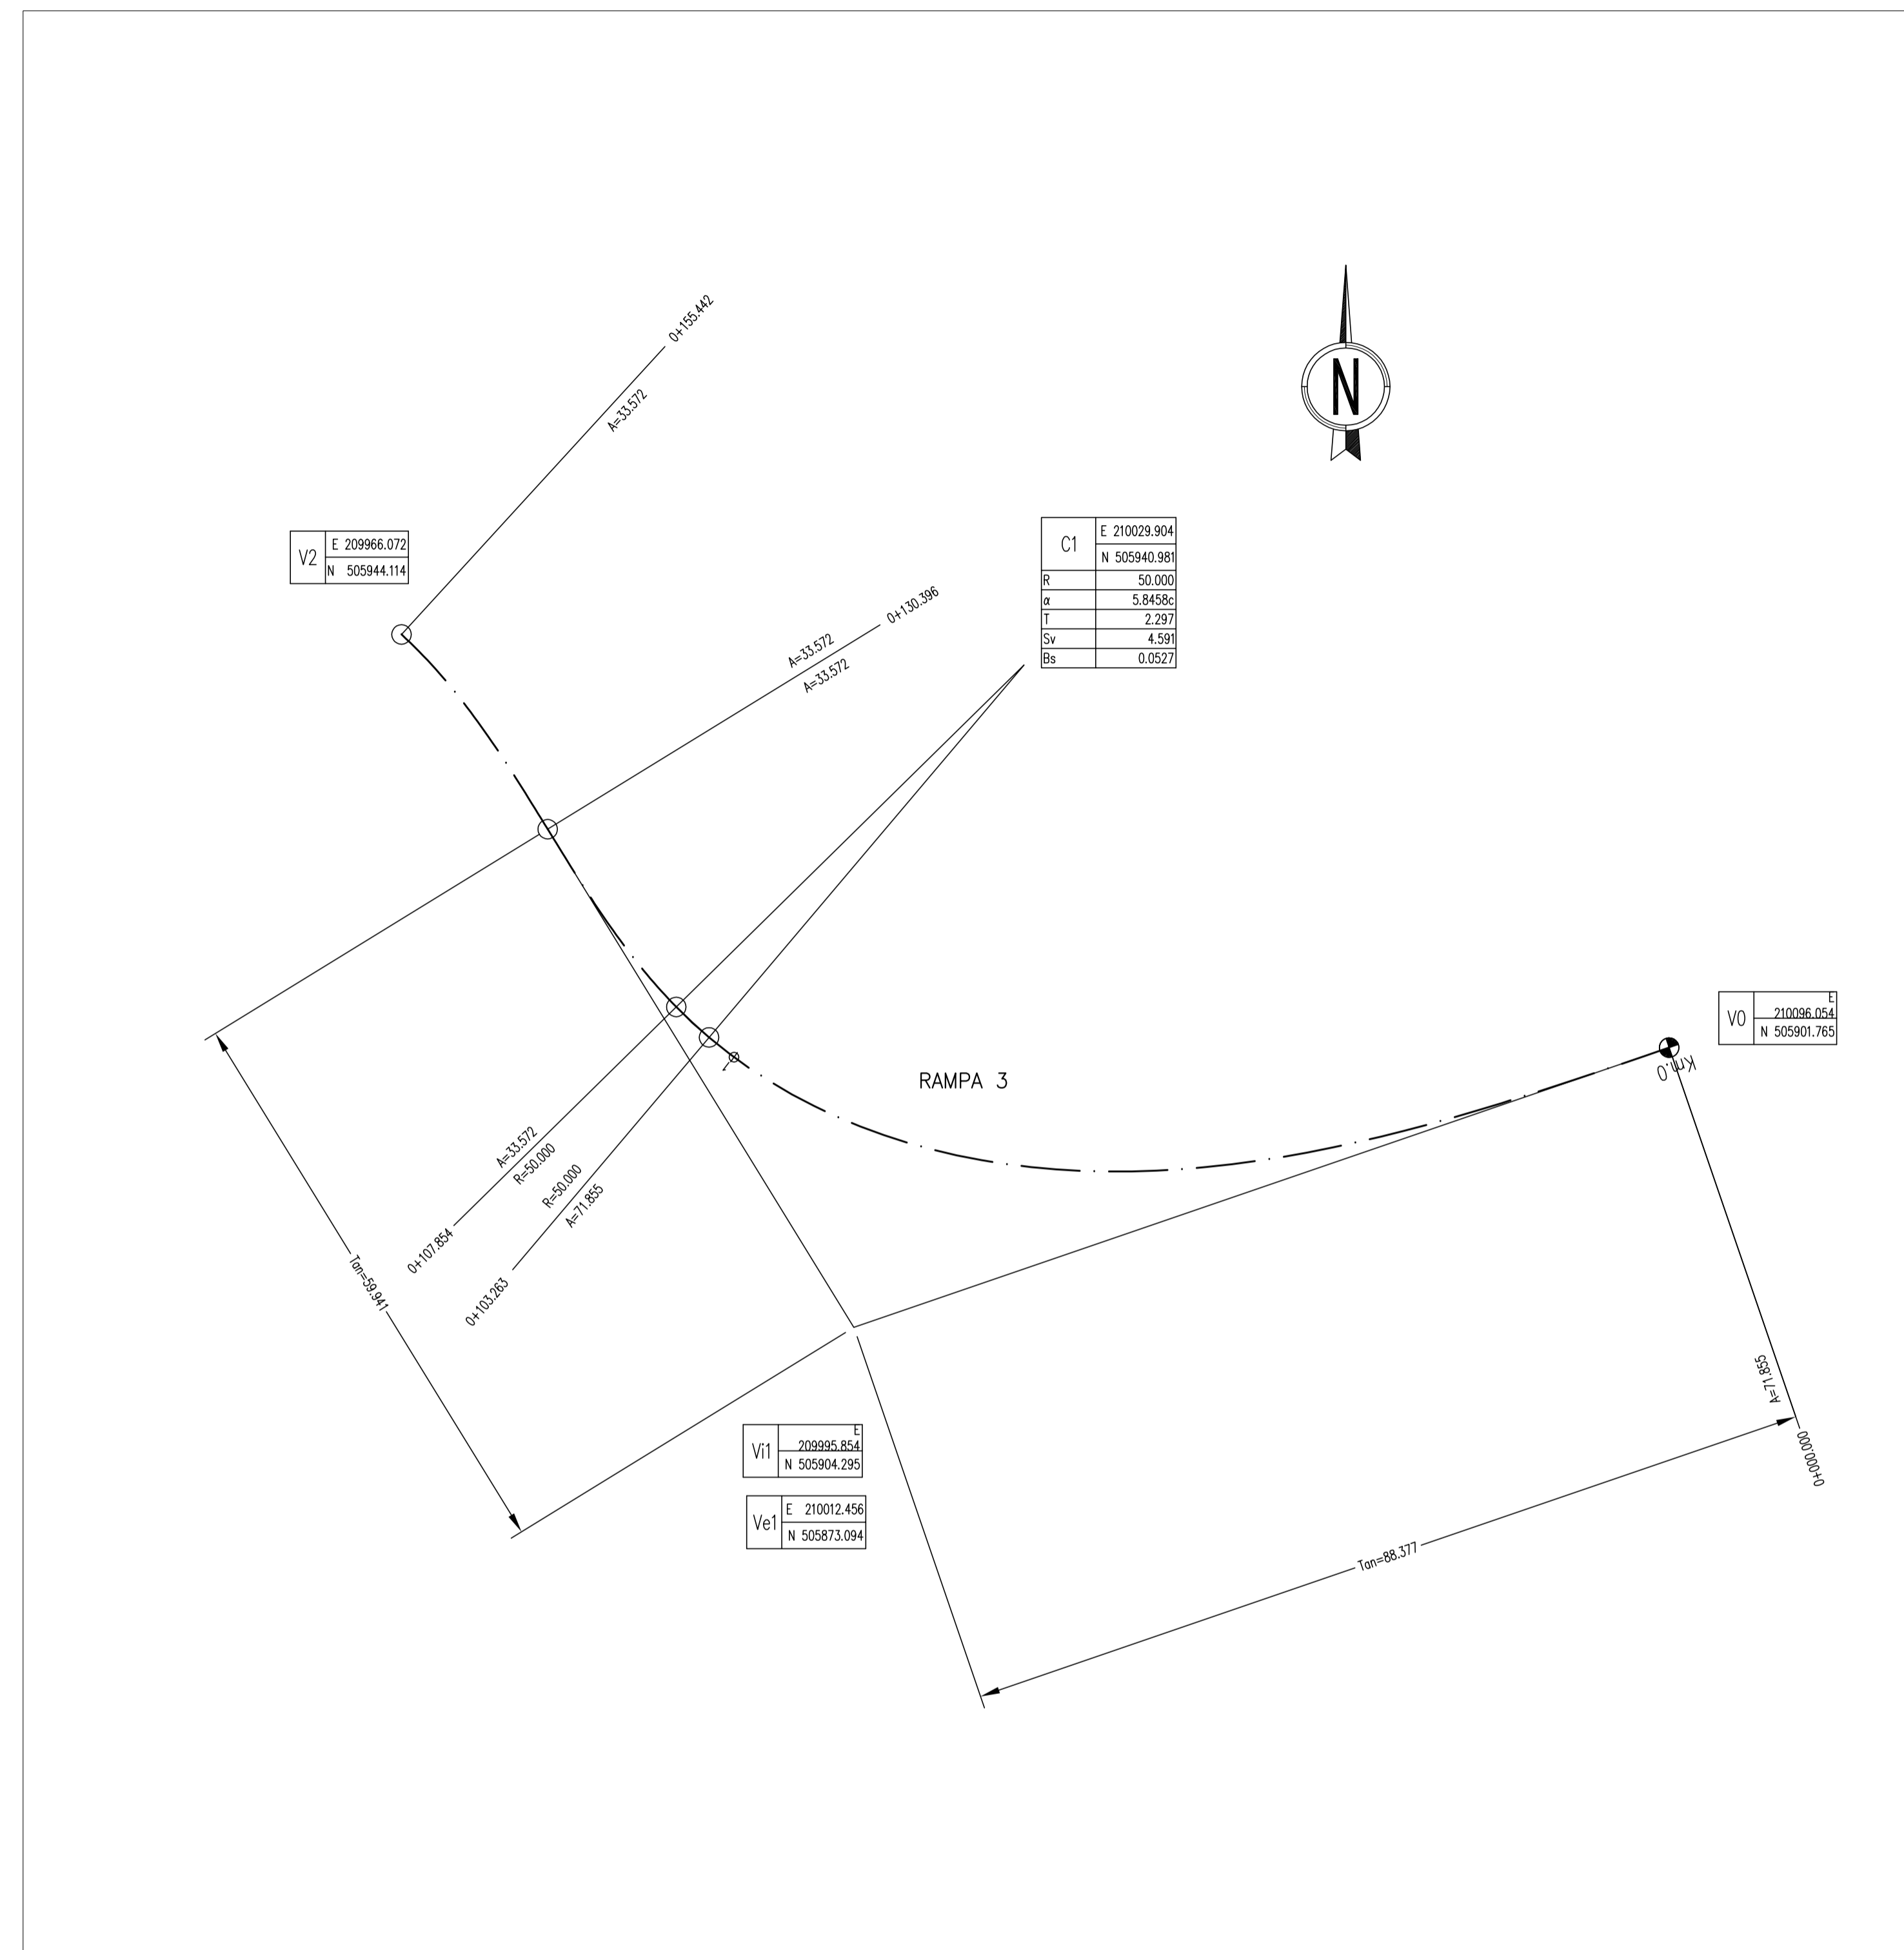 0+155.442
A=33.572
N
V2
E 209966.072
N 505944.114
C1
E 210029.904
N 505940.981
R 50.000
α 5.8458c
T 2.297
Sv 4.591
Bs 0.0527
0+130.396
A=33.572
A=33.572
V0
E
210096.054
N 505901.765
Km.0
RAMPA 3
A=33.572
R=50.000
R=50.000
A=71.855
0+107.854
0+103.263
Tan=59.941
A=71.855
0+000.000
Vi1
E
209995.854
N 505904.295
Ve1
E 210012.456
N 505873.094
Tan=88.377